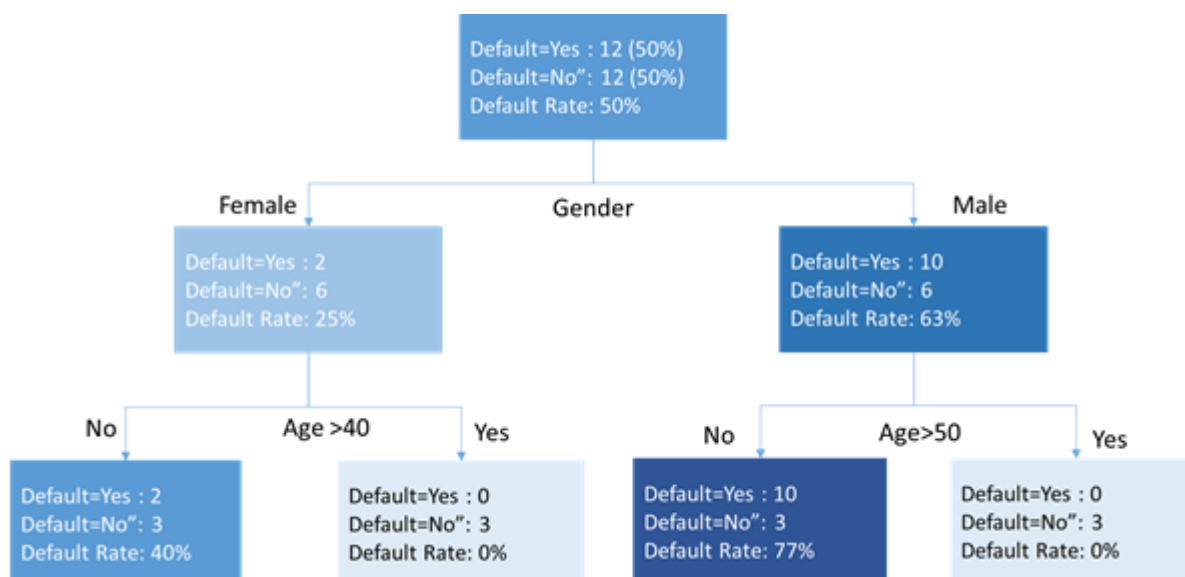 Default=Yes : 12 (50%)
Default=No”: 12 (50%)
Default Rate: 50%
Female
Gender
Male
Default=Yes : 2
Default=No”: 6
Default Rate: 25%
Default=Yes : 10
Default=No”: 6
Default Rate: 63%
No
Age >40
Yes
No
Age>50
Yes
Default=Yes : 2
Default=No”: 3
Default Rate: 40%
Default=Yes : 0
Default=No”: 3
Default Rate: 0%
Default=Yes : 10
Default=No”: 3
Default Rate: 77%
Default=Yes : 0
Default=No”: 3
Default Rate: 0%